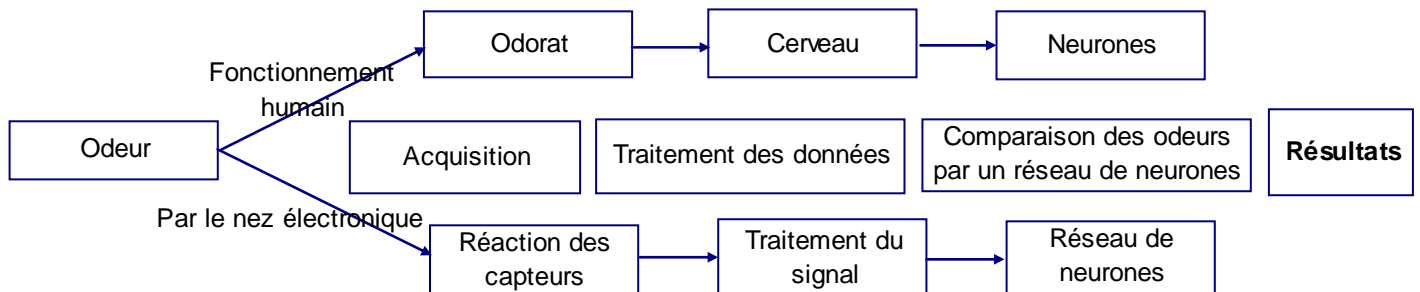 Odorat
Cerveau
Neurones
Fonctionnement
humain
Odeur
Acquisition
Traitement des données
Comparaison des odeurs
par un réseau de neurones
Résultats
Par le nez électronique
Réaction des
capteurs
Traitement du
signal
Réseau de
neurones